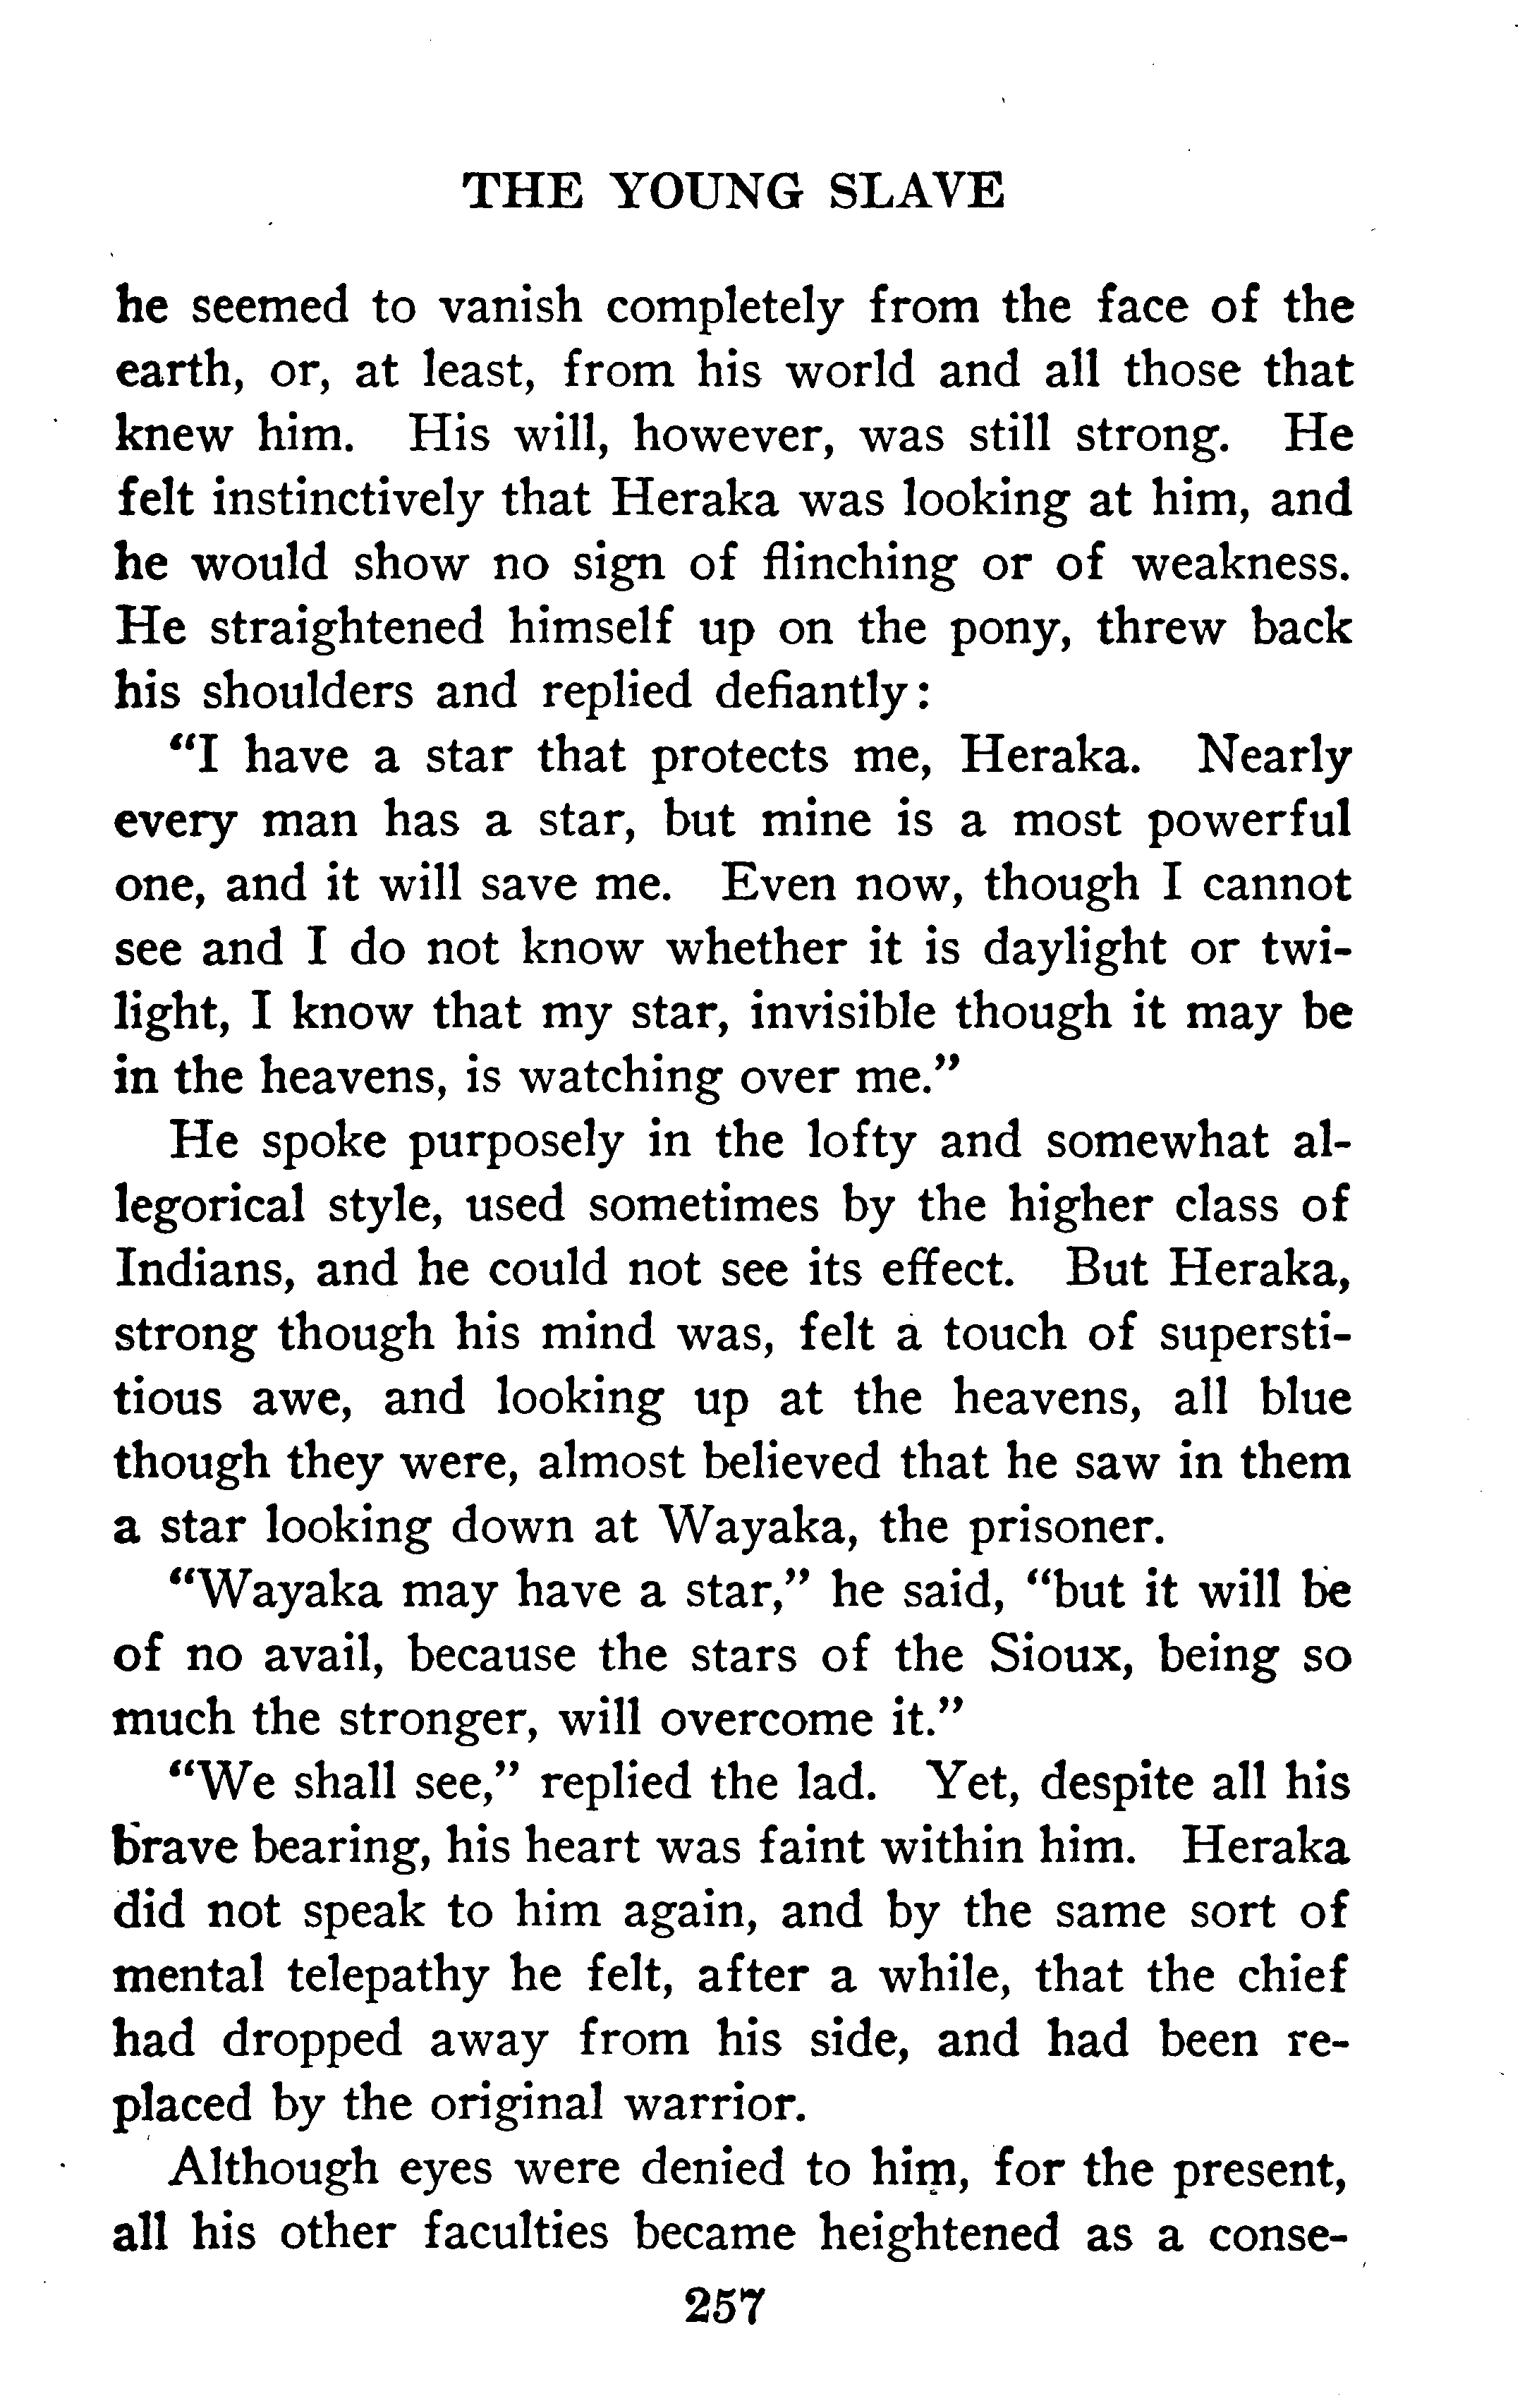 THE YOUNG SLAVE
he seemed to vanish completely from the face of the
earth, or, at least, from his world and all those that
knew him. His will, however, was still strong. He
felt instinctively that Heraka was looking at him, and
he would show no sign of flinching or of weakness.
He straightened himself up on the pony, threw back
his shoulders and replied defiantly:
"I have a star that protects me, Heraka. Nearly
every man has a star, but mine is a most powerful
one, and it will save me. Even now, though I cannot
see and I do not know whether it is daylight or twi-
light, I know that my star, invisible though it may be
in the heavens, is watching over me."
He spoke purposely in the lofty and somewhat al-
legorical style, used sometimes by the higher class of
Indians, and he could not see its effect. But Heraka,
strong though his mind was, felt a touch of supersti-
tious awe, and looking up at the heavens, all blue
though they were, almost believed that he saw in them
a star looking down at Wayaka, the prisoner.
"Wayaka may have a star," he said, "but it will be
of no avail, because the stars of the Sioux, being so
much the stronger, will overcome it."
"We shall see," replied the lad. Yet, despite all his
brave bearing, his heart was faint within him. Heraka
did not speak to him again, and by the same sort of
mental telepathy he felt, after a while, that the chief
had dropped away from his side, and had been re-
placed by the original warrior.
Although eyes were denied to him, for the present,
all his other faculties became heightened as a conse-
257